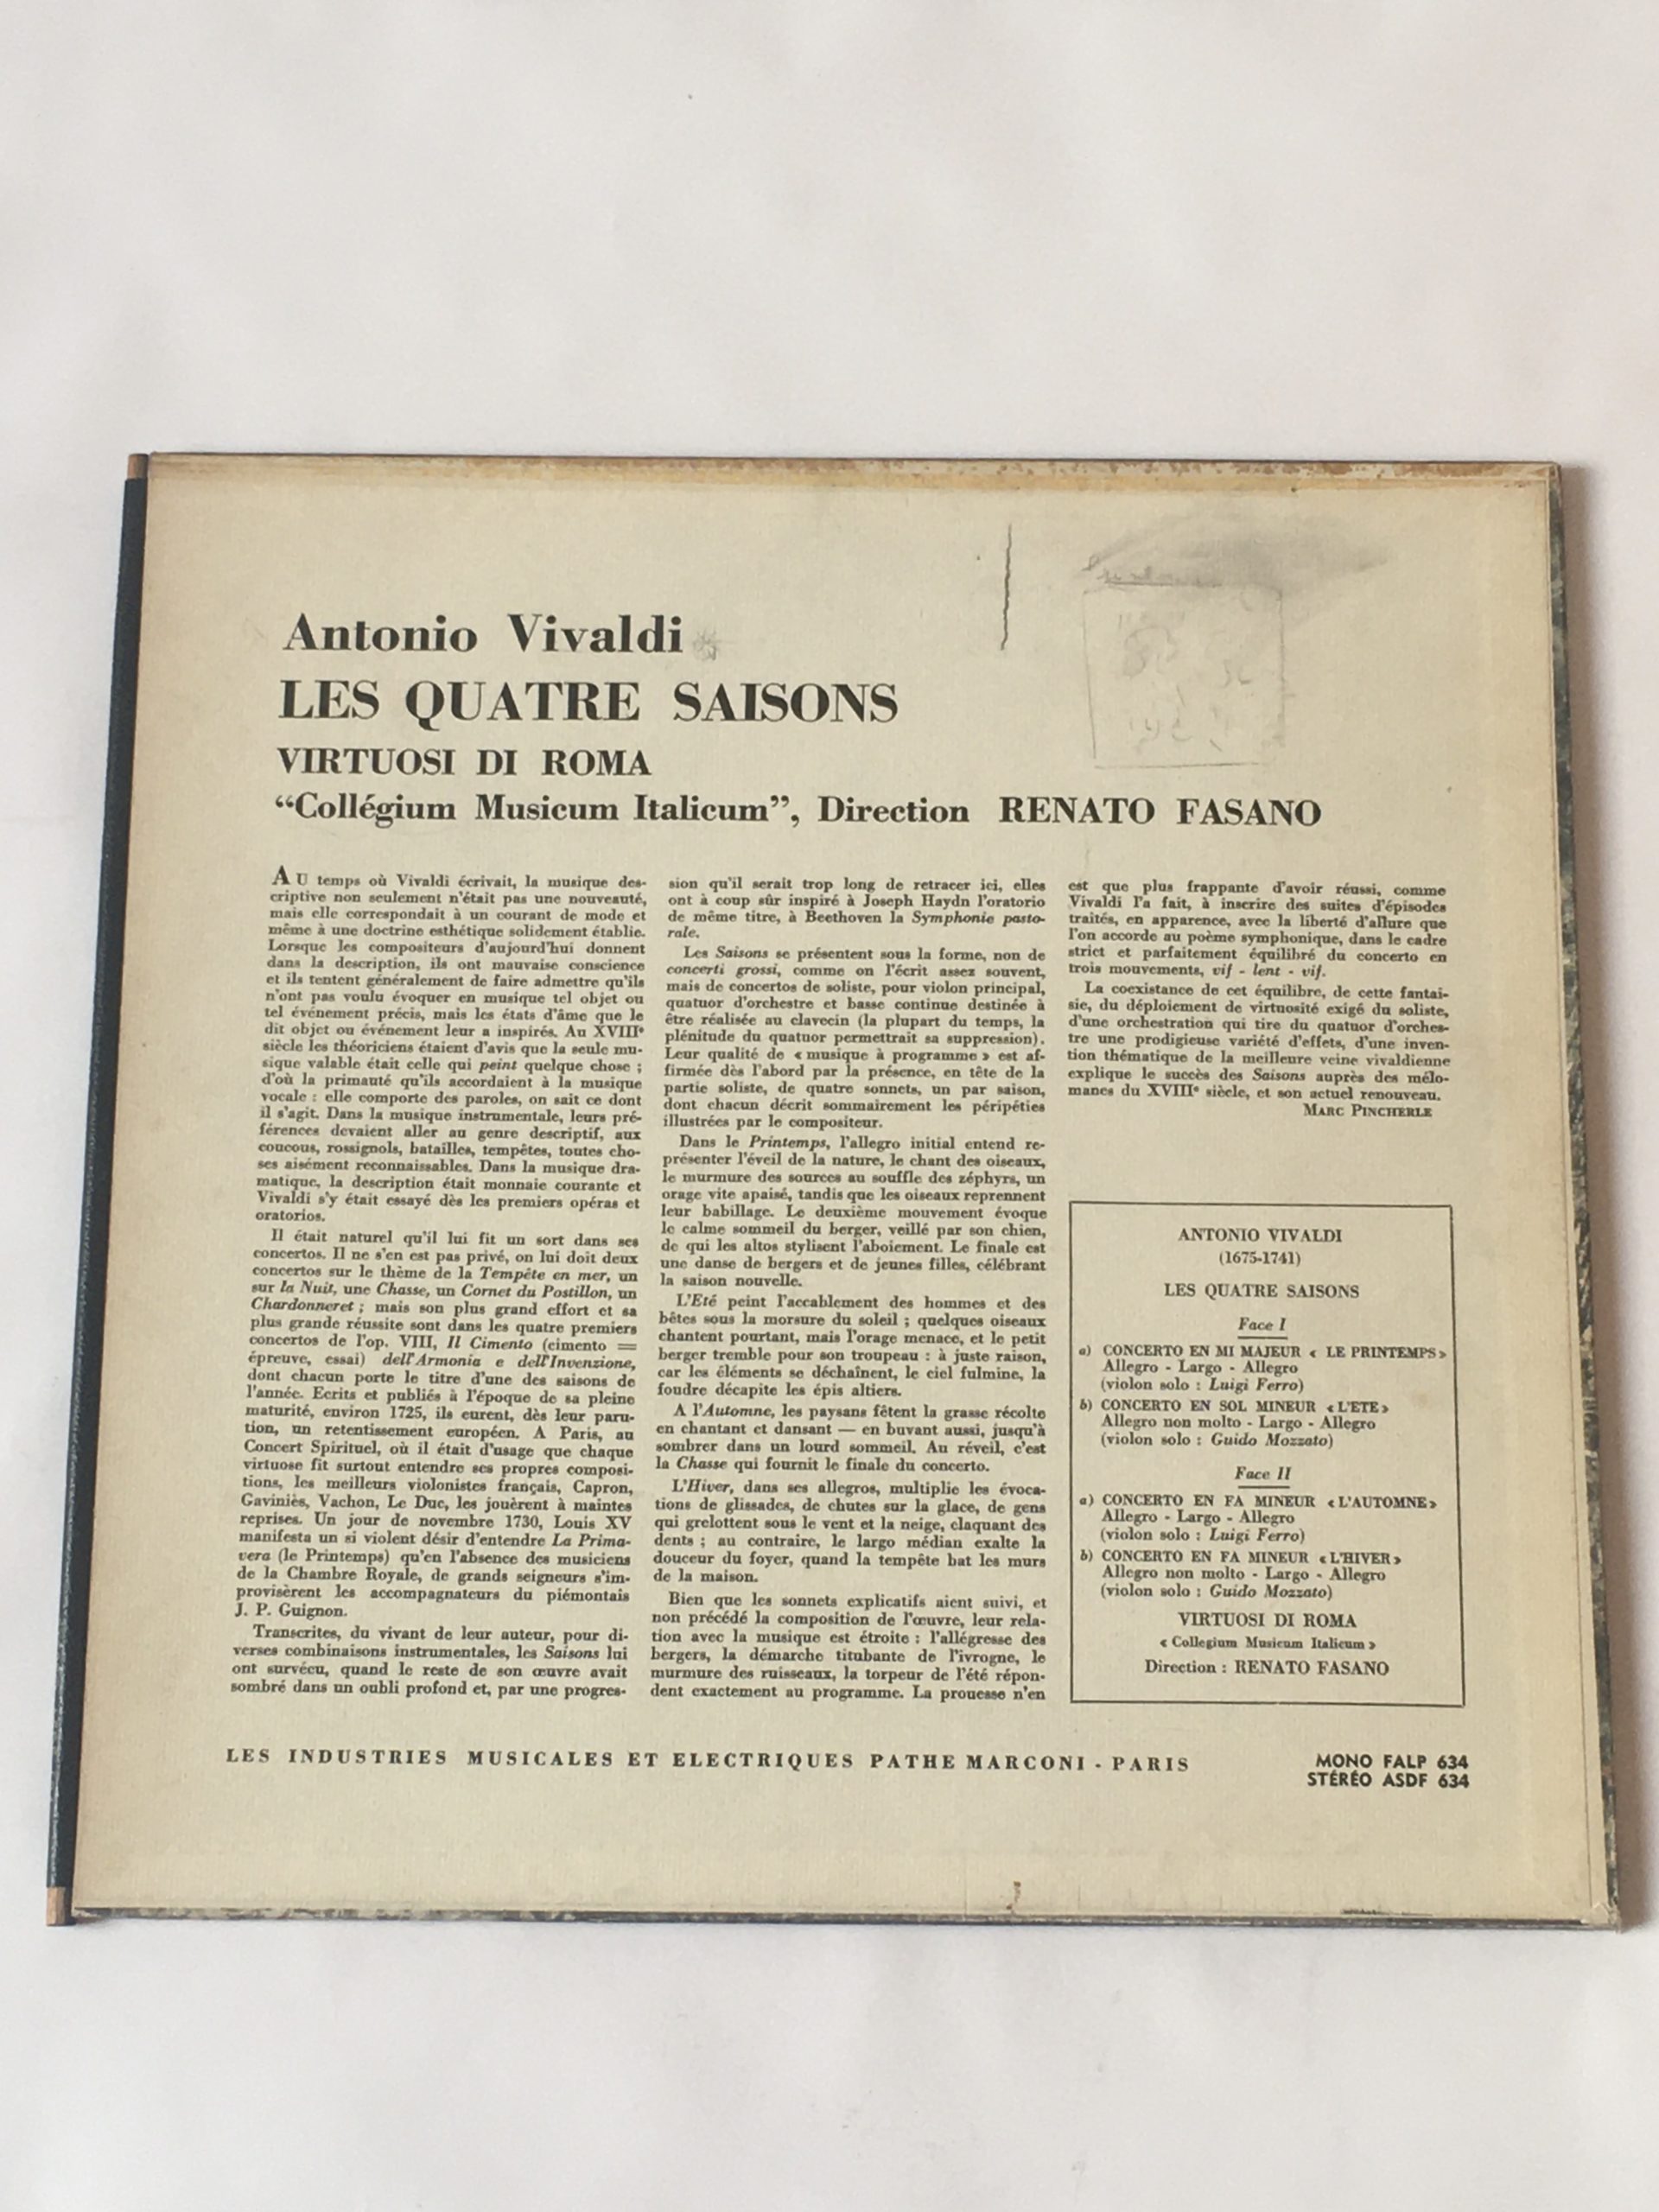 Antonio Vivaldi
LES QUATRE SAISONS
VIRTUOSI DI ROMA
“Collégium Musicum Italicum”, Direction RENATO FASANO
AU temps où Vivaldi écrivait, la musique des-
criptive non seulement n'était pas une nouveauté,
mais elle correspondait à un courant de mode et
même à une doctrine esthétique solidement établie.
Lorsque les compositeurs d'aujourd'hui donnent
dans la description, ils ont mauvaise conscience
et ils tentent généralement de faire admettre qu'ils
n'ont pas voulu évoquer en musique tel objet ou
tel événement précis, mais les états d'âme que le
dit objet ou événement leur a inspirés. Au XVIIIe
siècle les théoriciens étaient d'avis que la seule mu-
sique valable était celle qui peint quelque chose ;
d'où la primauté qu'ils accordaient à la musique
vocale : elle comporte des paroles, on sait ce dont
il s'agit. Dans la musique instrumentale, leurs pré-
férences devaient aller au genre descriptif, aux
coucous, rossignols, batailles, tempêtes, toutes cho-
ses aisément reconnaissables. Dans la musique dra-
matique, la description était monnaie courante et
Vivaldi s'y était essayé dès les premiers opéras et
oratorios.
Il était naturel qu'il lui fit un sort dans ses
concertos. Il ne s'en est pas privé, on lui doit deux
concertos sur le thème de la Tempête en mer, un
sur la Nuit, une Chasse, un Cornet du Postillon, un
Chardonneret ; mais son plus grand effort et sa
plus grande réussite sont dans les quatre premiers
concertos de l'op. VIII, Il Cimento (cimento =
épreuve, essai) dell'Armonia e dell'Invenzione,
dont chacun porte le titre d'une des saisons de
l'année. Ecrits et publiés à l'époque de sa pleine
maturité, environ 1725, ils eurent, dès leur paru-
tion, un retentissement européen. A Paris, au
Concert Spirituel, où il était d'usage que chaque
virtuose fit surtout entendre ses propres composi-
tions, les meilleurs violonistes français, Capron,
Gaviniès, Vachon, Le Duc, les jouèrent à maintes
reprises. Un jour de novembre 1730, Louis XV
manifesta un si violent désir d'entendre La Prima-
vera (le Printemps) qu'en l'absence des musiciens
de la Chambre Royale, de grands seigneurs s'im-
provisèrent les accompagnateurs du piémontais
J. P. Guignon.
Transcrites, du vivant de leur auteur, pour di-
verses combinaisons instrumentales, les Saisons lui
ont survécu, quand le reste de son œuvre avait
sombré dans un oubli profond et, par une progres-
sion qu'il serait trop long de retracer ici, elles
ont à coup sûr inspiré à Joseph Haydn l'oratorio
de même titre, à Beethoven la Symphonie pasto-
rale.
Les Saisons se présentent sous la forme, non de
concerti grossi, comme on l'écrit assez souvent,
mais de concertos de soliste, pour violon principal,
quatuor d'orchestre et basse continue destinée à
être réalisée au clavecin (la plupart du temps, la
plénitude du quatuor permettrait sa suppression).
Leur qualité de « musique à programme » est af-
firmée dès l'abord par la présence, en tête de la
partie soliste, de quatre sonnets, un par saison,
dont chacun décrit sommairement les péripéties
illustrées par le compositeur.
Dans le Printemps, l'allegro initial entend re-
présenter l'éveil de la nature, le chant des oiseaux,
le murmure des sources au souffle des zéphyrs, un
orage vite apaisé, tandis que les oiseaux reprennent
leur babillage. Le deuxième mouvement évoque
le calme sommeil du berger, veillé par son chien,
de qui les altos stylisent l'aboiement. Le finale est
une danse de bergers et de jeunes filles, célébrant
la saison nouvelle.
L'Eté peint l'accablement des hommes et des
bêtes sous la morsure du soleil ; quelques oiseaux
chantent pourtant, mais l'orage menace, et le petit
berger tremble pour son troupeau : à juste raison,
car les éléments se déchaînent, le ciel fulmine, la
foudre décapite les épis altiers.
A l'Automne, les paysans fêtent la grasse récolte
en chantant et dansant — en buvant aussi, jusqu'à
sombrer dans un lourd sommeil. Au réveil, c'est
la Chasse qui fournit le finale du concerto.
L'Hiver, dans ses allegros, multiplie les évoca-
tions de glissades, de chutes sur la glace, de gens
qui grelottent sous le vent et la neige, claquant des
dents ; au contraire, le largo médian exalte la
douceur du foyer, quand la tempête bat les murs
de la maison.
Bien que les sonnets explicatifs aient suivi, et
non précédé la composition de l'œuvre, leur rela-
tion avec la musique est étroite : l'allégresse des
bergers, la démarche titubante de l'ivrogne, le
murmure des ruisseaux, la torpeur de l'été répon-
dent exactement au programme. La prouesse n'en
est que plus frappante d'avoir réussi, comme
Vivaldi l'a fait, à inscrire des suites d'épisodes
traités, en apparence, avec la liberté d'allure que
l'on accorde au poème symphonique, dans le cadre
strict et parfaitement équilibré du concerto en
trois mouvements, vif - lent - vif.
La coexistence de cet équilibre, de cette fantai-
sie, du déploiement de virtuosité exigé du soliste,
d'une orchestration qui tire du quatuor d'orches-
tre une prodigieuse variété d'effets, d'une inven-
tion thématique de la meilleure veine vivaldienne
explique le succès des Saisons auprès des mélo-
manes du XVIIIe siècle, et son actuel renouveau.
MARC PINCHERLE
ANTONIO VIVALDI
(1675-1741)
LES QUATRE SAISONS
Face I
a) CONCERTO EN MI MAJEUR « LE PRINTEMPS »
Allegro - Largo - Allegro
(violon solo : Luigi Ferro)
b) CONCERTO EN SOL MINEUR « L'ETE »
Allegro non molto - Largo - Allegro
(violon solo : Guido Mozzato)
Face II
a) CONCERTO EN FA MINEUR « L'AUTOMNE »
Allegro - Largo - Allegro
(violon solo : Luigi Ferro)
b) CONCERTO EN FA MINEUR « L'HIVER »
Allegro non molto - Largo - Allegro
(violon solo : Guido Mozzato)
VIRTUOSI DI ROMA
« Collegium Musicum Italicum »
Direction : RENATO FASANO
LES INDUSTRIES MUSICALES ET ELECTRIQUES PATHE MARCONI - PARIS
MONO FALP 634
STÉRÉO ASDF 634